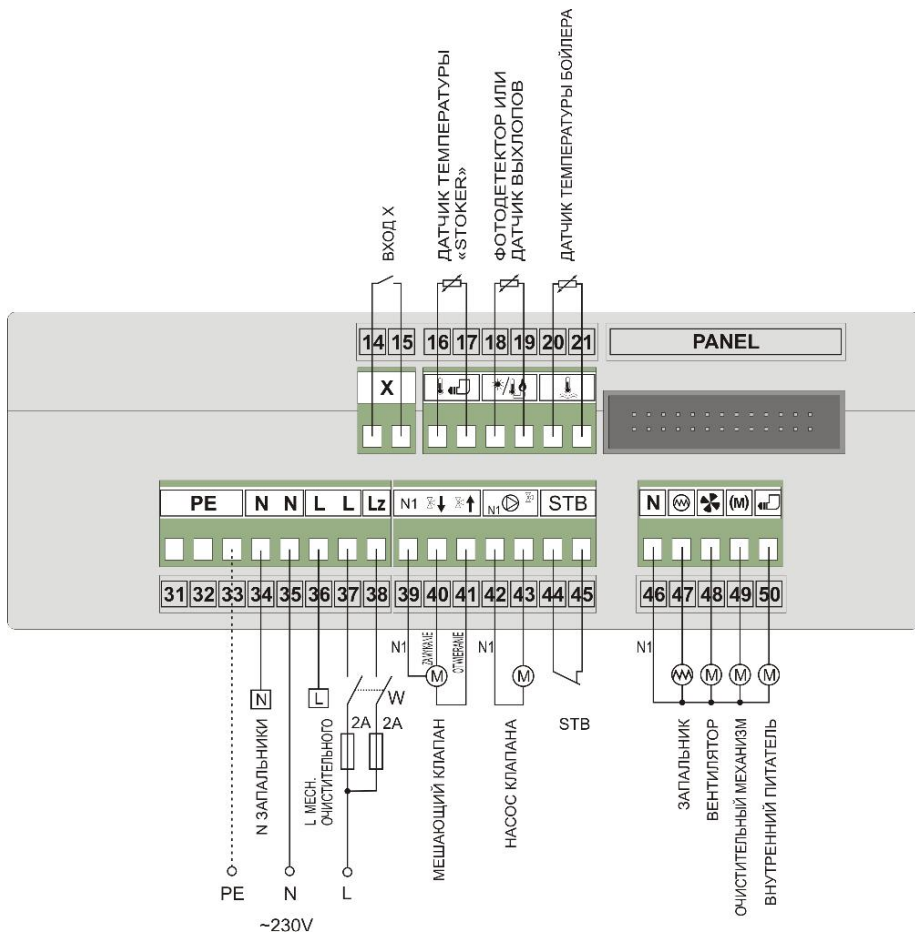 ВХОД X
ДАТЧИК ТЕМПЕРАТУРЫ
«STOKER»
ФОТОДЕТЕКТОР ИЛИ
ДАТЧИК ВЫХЛОПОВ
ДАТЧИК ТЕМПЕРАТУРЫ БОЙЛЕРА
14 15 16 17 18 19 20 21 PANEL
X
PE N N L L Lz N1 N1 STB N (M)
31 32 33 34 35 36 37 38 39 40 41 42 43 44 45 46 47 48 49 50
N1 ZAMYKANIE OTWIERANIE N1 N1
M M M M M
N L W
2A 2A
STB
N ЗАПАЛЬНИКИ
L MECH.
ОЧИСТИТЕЛЬНОГО
МЕШАЮЩИЙ КЛАПАН
НАСОС КЛАПАНА
ЗАПАЛЬНИК
ВЕНТИЛЯТОР
ОЧИСТИТЕЛЬНЫЙ МЕХАНИЗМ
ВНУТРЕННИЙ ПИТАТЕЛЬ
PE N L
~230V